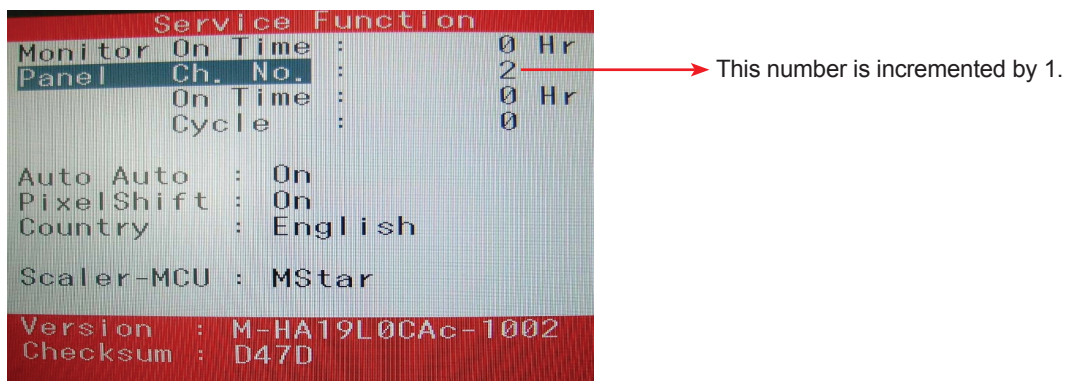 Service Function
Monitor On Time : 0 Hr
Panel Ch. No. : 2
On Time : 0 Hr
Cycle : 0
Auto Auto : On
PixelShift : On
Country : English
Scaler-MCU : MStar
Version : M-HA19L0CAc-1002
Checksum : D47D
This number is incremented by 1.